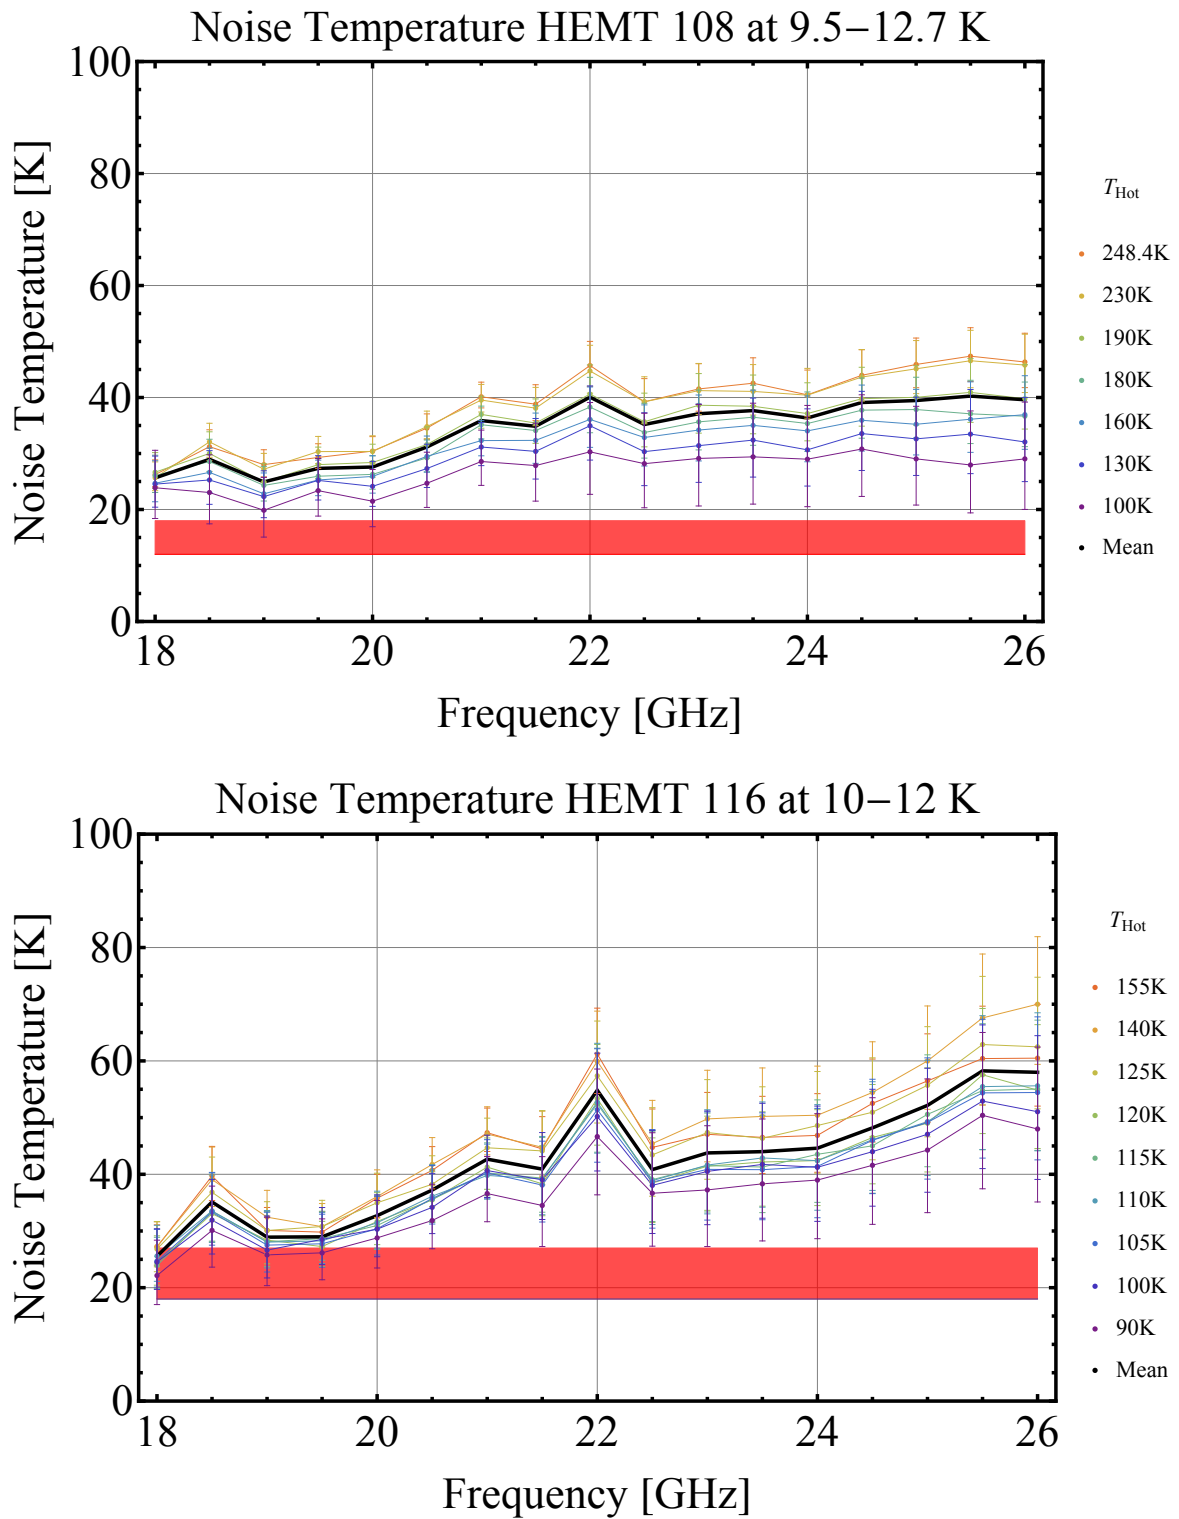 Noise Temperature HEMT 108 at 9.5−12.7 K
100
80
60
40
20
0
Noise Temperature [K]
18 20 22 24 26
Frequency [GHz]
T_Hot
248.4K
230K
190K
180K
160K
130K
100K
Mean
Noise Temperature HEMT 116 at 10−12 K
100
80
60
40
20
0
Noise Temperature [K]
18 20 22 24 26
Frequency [GHz]
T_Hot
155K
140K
125K
120K
115K
110K
105K
100K
90K
Mean